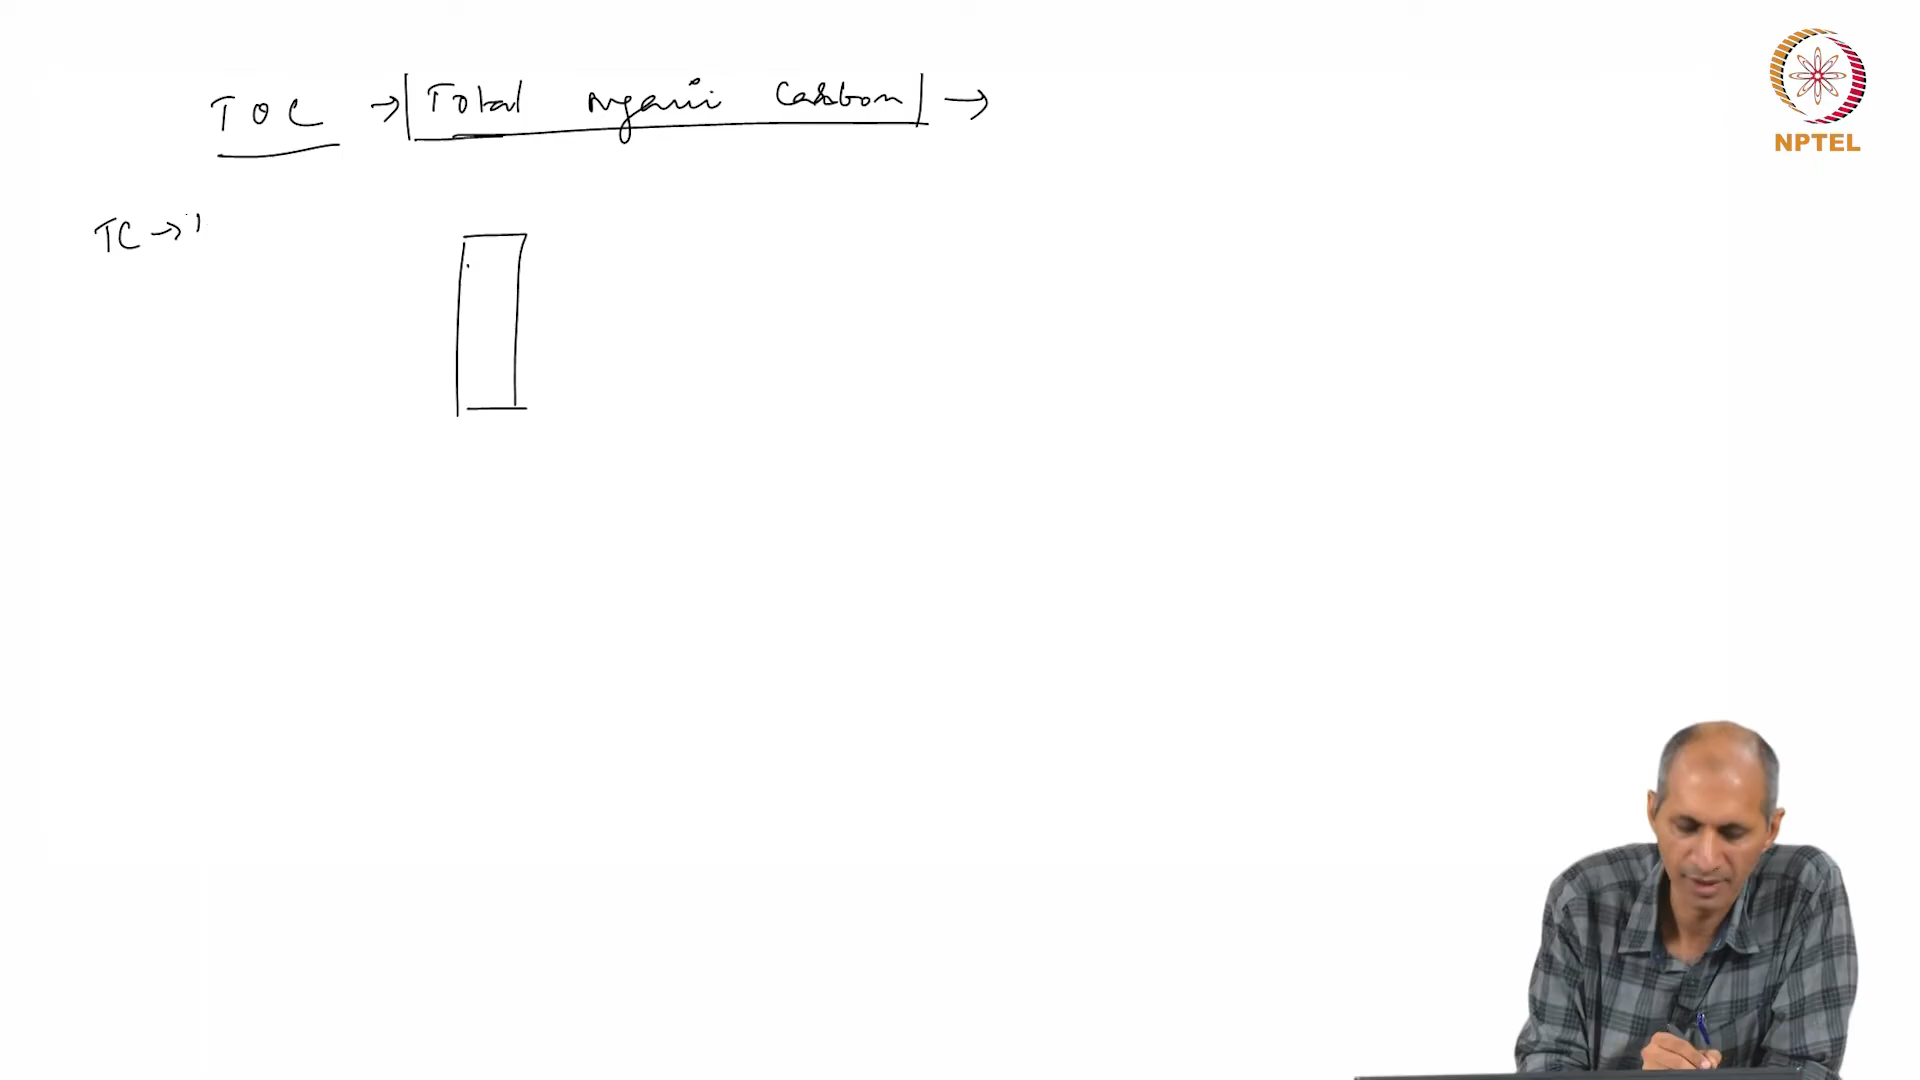 TOC → Total organic Carbon →
NPTEL
TC →